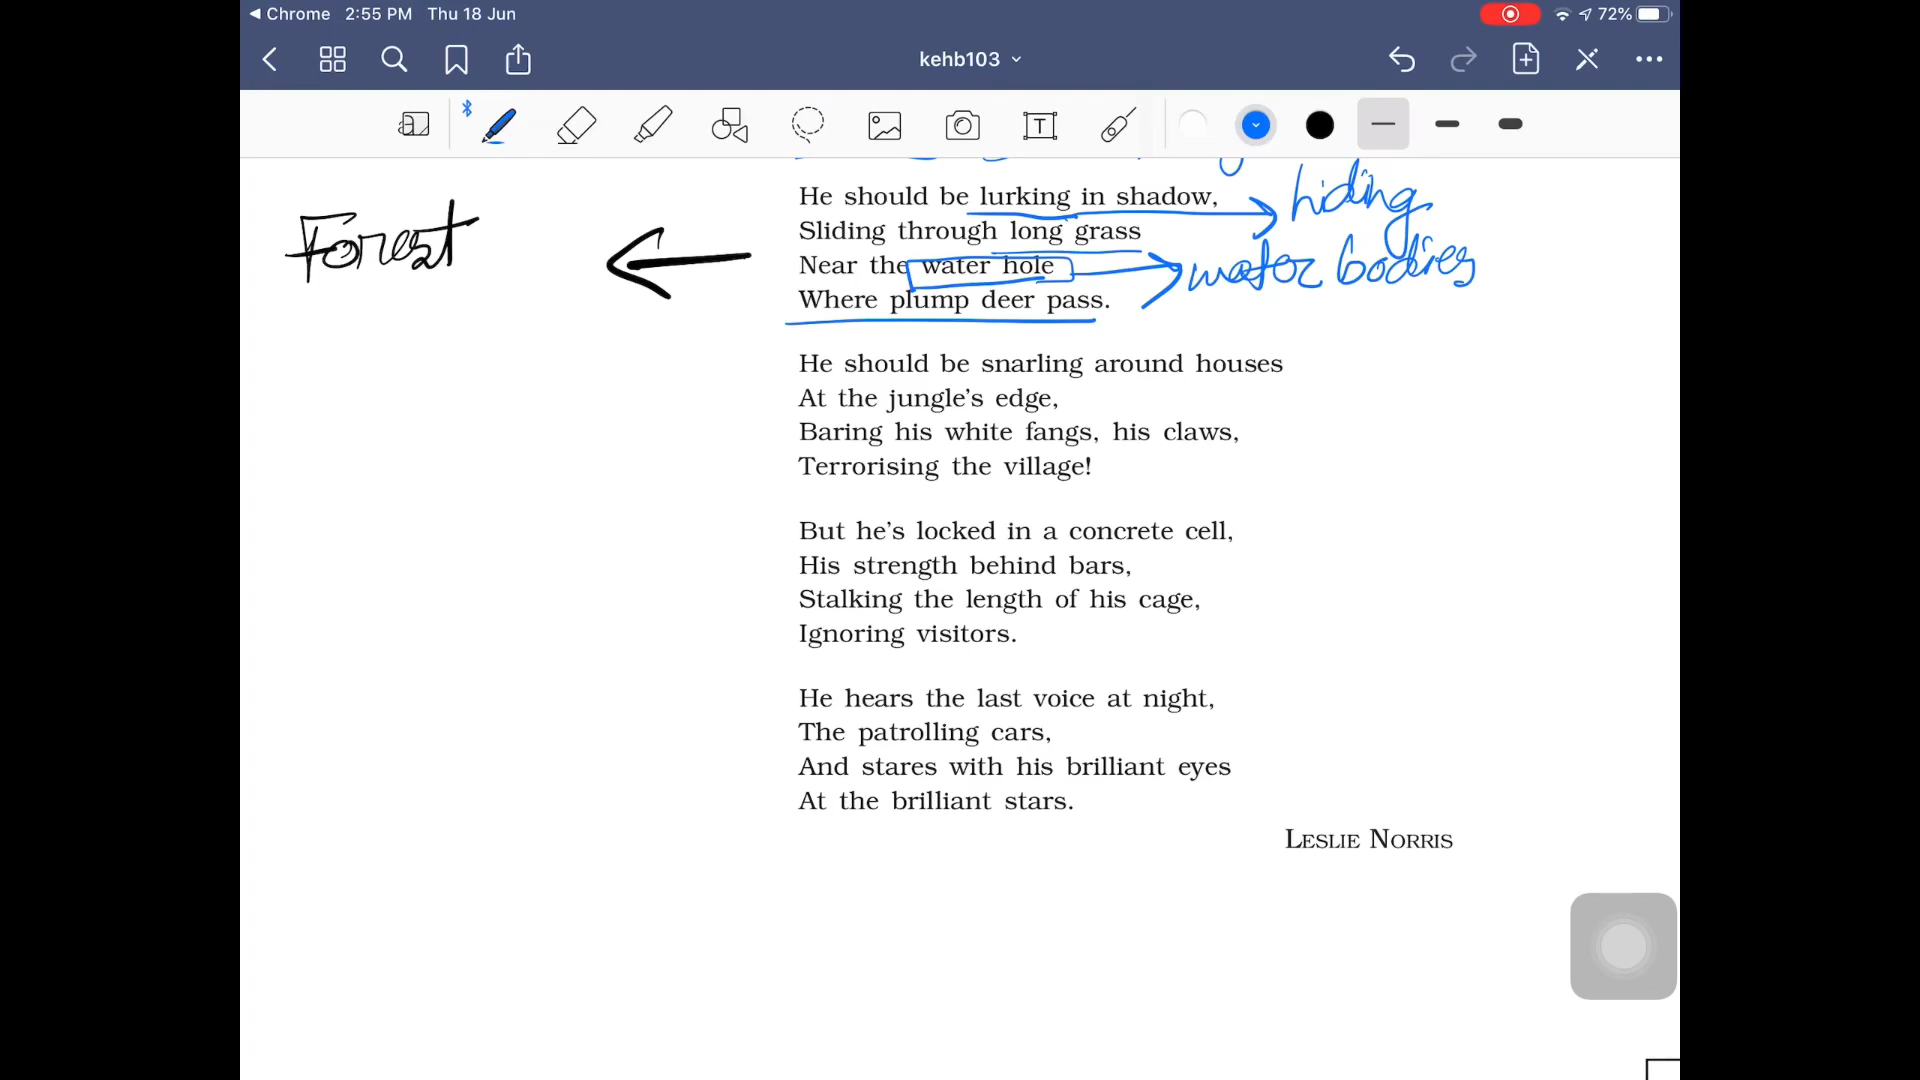 Chrome 2:55 PM Thu 18 Jun 72%
kehb103
a T
He should be lurking in shadow, hiding
Sliding through long grass
Forest
Near the water hole water bodies
Where plump deer pass.
He should be snarling around houses
At the jungle’s edge,
Baring his white fangs, his claws,
Terrorising the village!
But he’s locked in a concrete cell,
His strength behind bars,
Stalking the length of his cage,
Ignoring visitors.
He hears the last voice at night,
The patrolling cars,
And stares with his brilliant eyes
At the brilliant stars.
LESLIE NORRIS